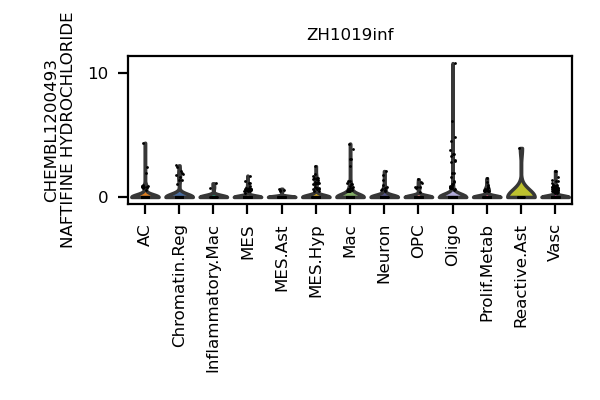 ZH1019inf
CHEMBL1200493
NAFTIFINE HYDROCHLORIDE
10
0
AC
Chromatin.Reg
Inflammatory.Mac
MES
MES.Ast
MES.Hyp
Mac
Neuron
OPC
Oligo
Prolif.Metab
Reactive.Ast
Vasc